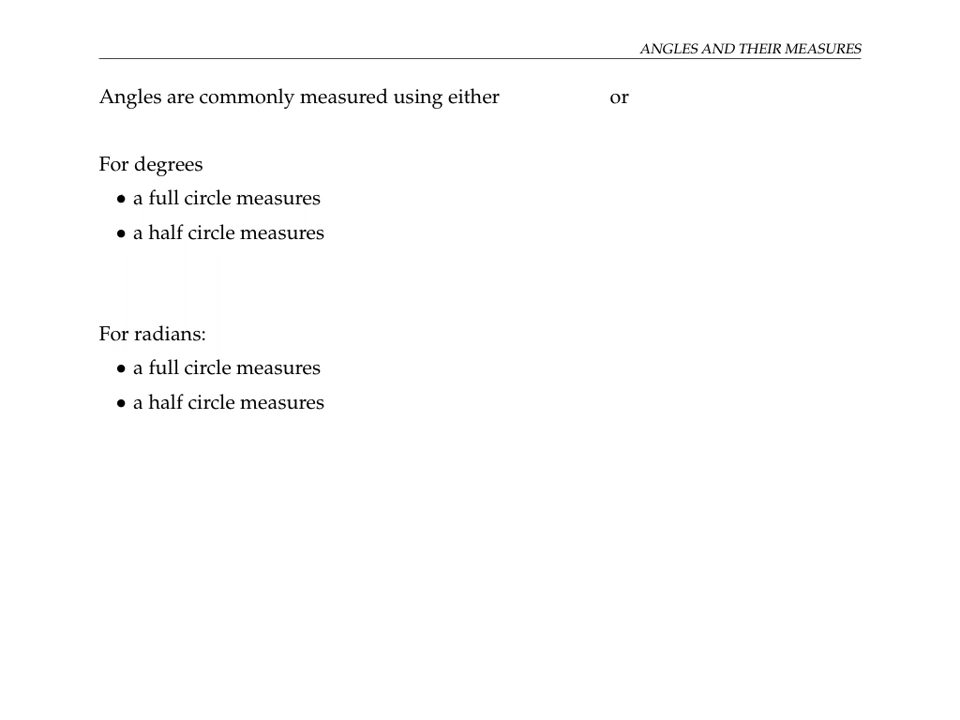 ANGLES AND THEIR MEASURES
Angles are commonly measured using either or
For degrees
• a full circle measures
• a half circle measures
For radians:
• a full circle measures
• a half circle measures